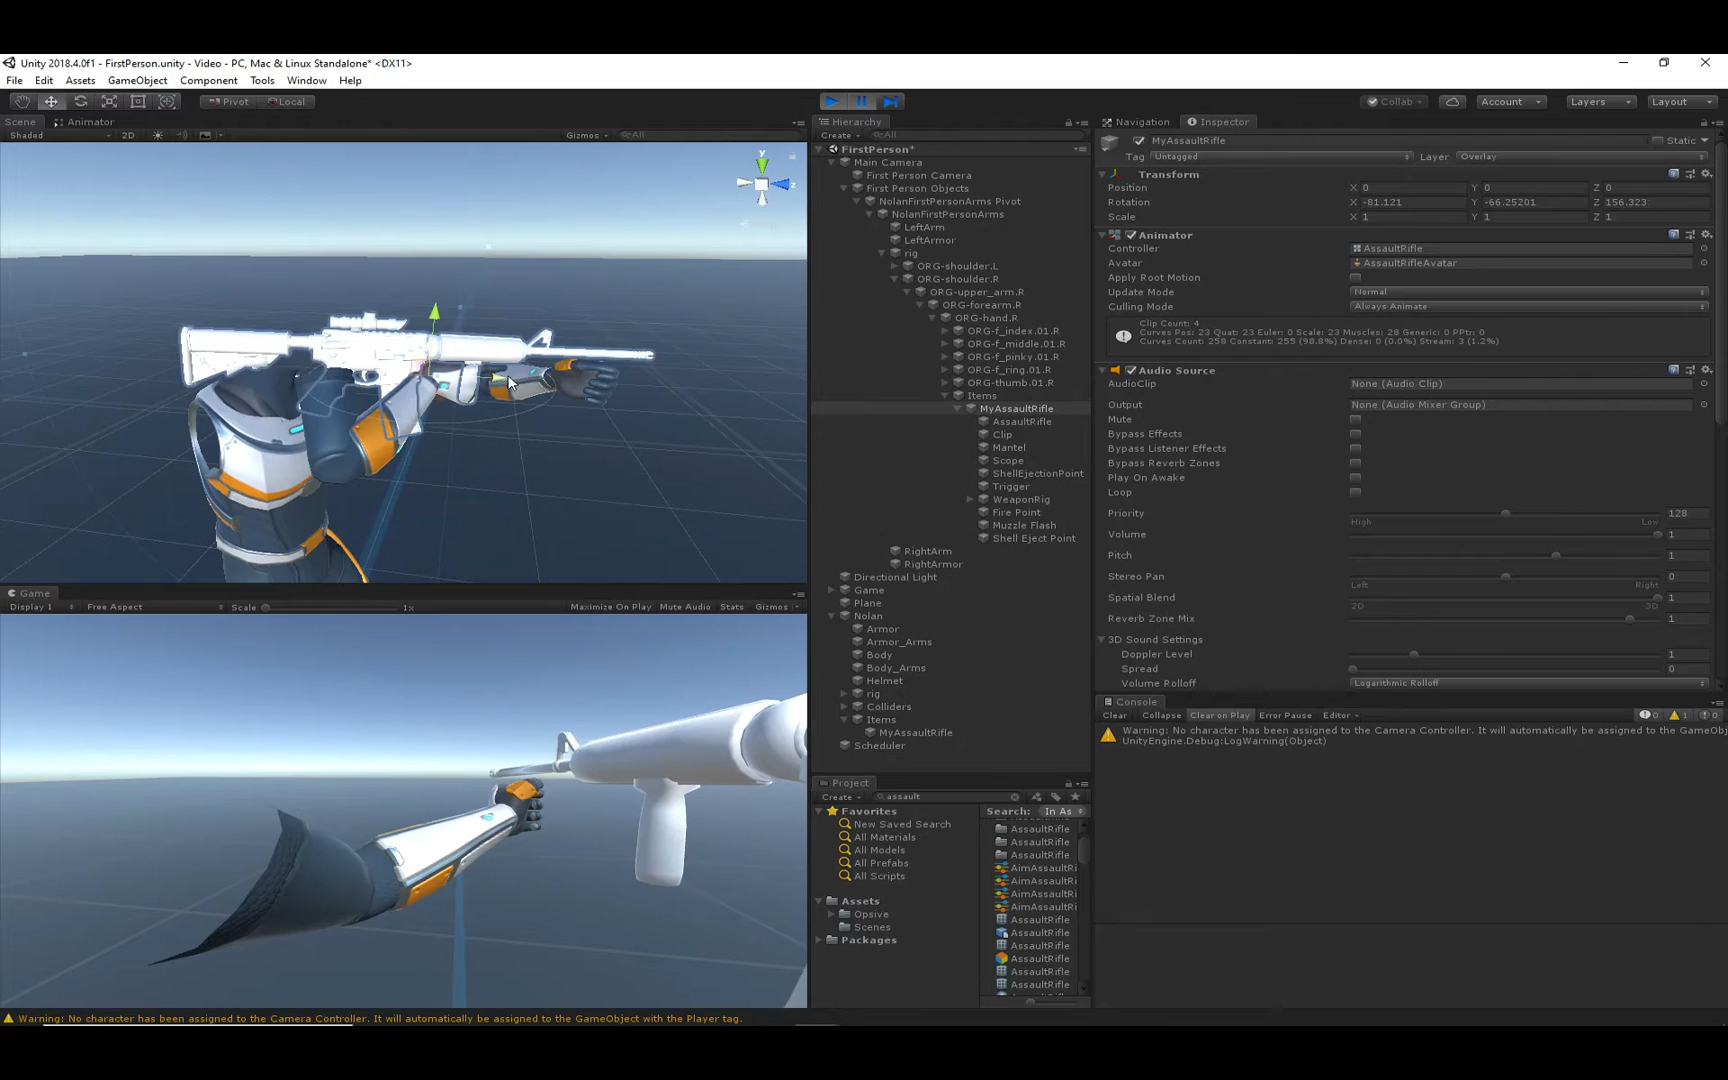 Unity 2018.4.0f1 - FirstPerson.unity - Video - PC, Mac & Linux Standalone* <DX11>
File Edit Assets GameObject Component Tools Window Help
Pivot Local Collab Account Layers Layout
Scene Animator
Shaded 2D Gizmos All
y
z
Hierarchy
Create All
FirstPerson*
Main Camera
First Person Camera
First Person Objects
NolanFirstPersonArms Pivot
NolanFirstPersonArms
LeftArm
LeftArmor
rig
ORG-shoulder.L
ORG-shoulder.R
ORG-upper_arm.R
ORG-forearm.R
ORG-hand.R
ORG-f_index.01.R
ORG-f_middle.01.R
ORG-f_pinky.01.R
ORG-f_ring.01.R
ORG-thumb.01.R
Items
MyAssaultRifle
AssaultRifle
Clip
Mantel
Scope
ShellEjectionPoint
Trigger
WeaponRig
Fire Point
Muzzle Flash
Shell Eject Point
RightArm
RightArmor
Directional Light
Game
Plane
Nolan
Armor
Armor_Arms
Body
Body_Arms
Helmet
rig
Colliders
Items
MyAssaultRifle
Scheduler
Navigation Inspector
MyAssaultRifle Static
Tag Untagged Layer Overlay
Transform
Position X 0 Y 0 Z 0
Rotation X -81.121 Y -66.25201 Z 156.323
Scale X 1 Y 1 Z 1
Animator
Controller AssaultRifle
Avatar AssaultRifleAvatar
Apply Root Motion
Update Mode Normal
Culling Mode Always Animate
Clip Count: 4
Curves Pos: 23 Quat: 23 Euler: 0 Scale: 23 Muscles: 28 Generic: 0 PPtr: 0
Curves Count: 258 Constant: 255 (98.8%) Dense: 0 (0.0%) Stream: 3 (1.2%)
Audio Source
AudioClip None (Audio Clip)
Output None (Audio Mixer Group)
Mute
Bypass Effects
Bypass Listener Effects
Bypass Reverb Zones
Play On Awake
Loop
Priority 128
High Low
Volume 1
Pitch 1
Stereo Pan 0
Left Right
Spatial Blend 1
2D 3D
Reverb Zone Mix 1
3D Sound Settings
Doppler Level 1
Spread 0
Volume Rolloff Logarithmic Rolloff
Game
Display 1 Free Aspect Scale 1x Maximize On Play Mute Audio Stats Gizmos
Console
Clear Collapse Clear on Play Error Pause Editor 0 1 0
Warning: No character has been assigned to the Camera Controller. It will automatically be assigned to the GameObj
UnityEngine.Debug:LogWarning(Object)
Project
Create assault
Favorites
New Saved Search
All Materials
All Models
All Prefabs
All Scripts
Assets
Opsive
Scenes
Packages
Search: In As
AssaultRifle
AssaultRifle
AssaultRifle
AimAssaultRi
AimAssaultRi
AimAssaultRi
AimAssaultRi
AssaultRifle
AssaultRifle
AssaultRifle
AssaultRifle
AssaultRifle
AssaultRifle
Warning: No character has been assigned to the Camera Controller. It will automatically be assigned to the GameObject with the Player tag.